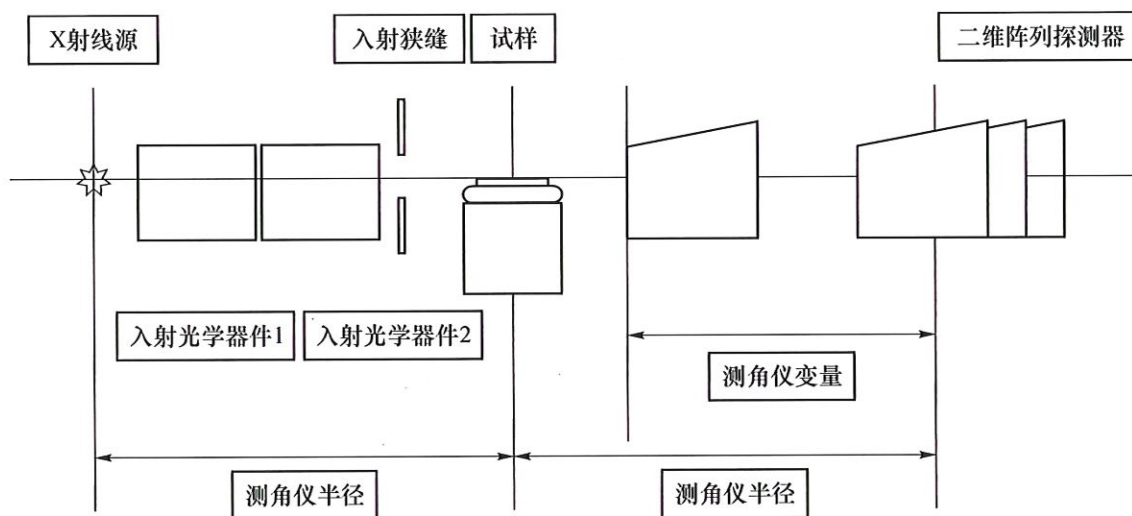 X射线源
入射狭缝
试样
二维阵列探测器
入射光学器件1
入射光学器件2
测角仪变量
测角仪半径
测角仪半径